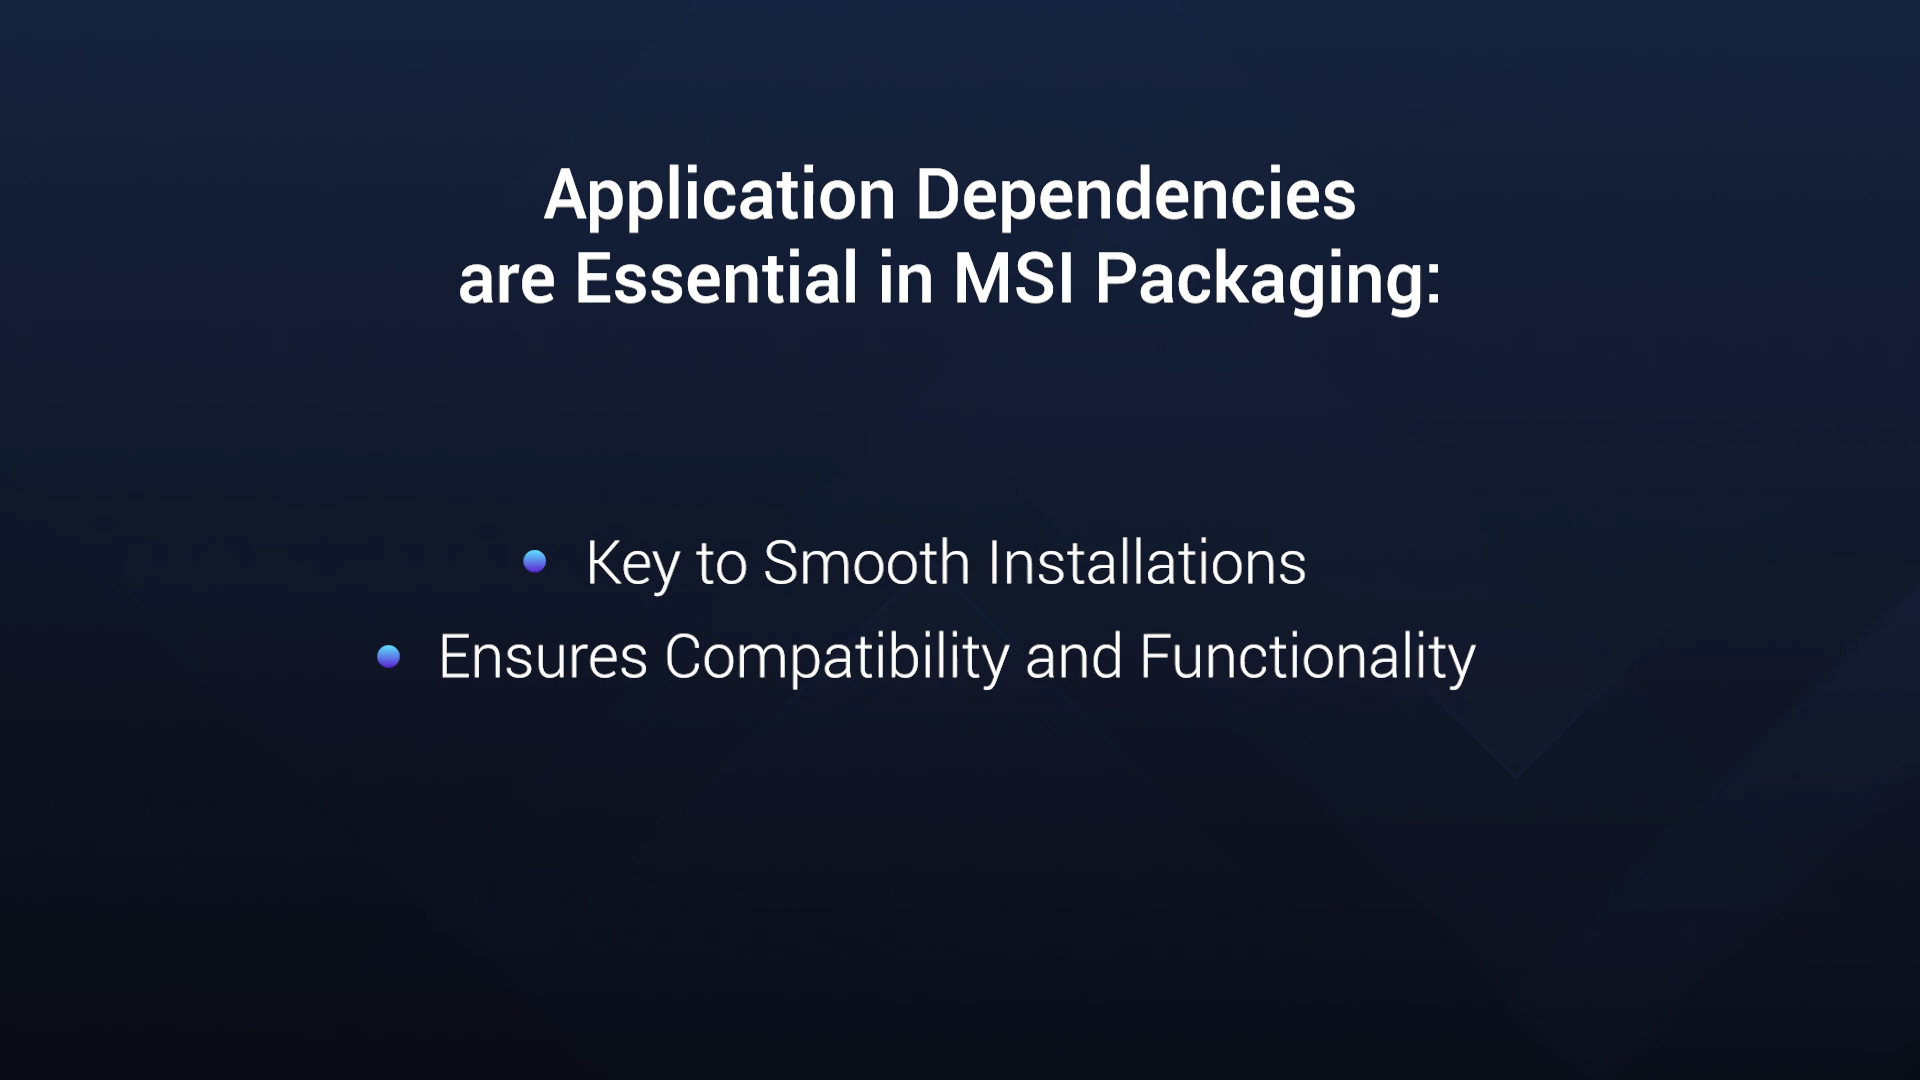 Application Dependencies
are Essential in MSI Packaging:
Key to Smooth Installations
Ensures Compatibility and Functionality